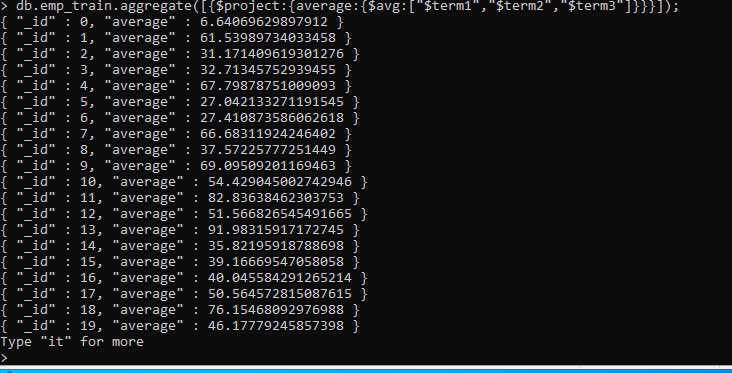 > db.emp_train.aggregate([{$project:{average:{$avg:["$term1","$term2","$term3"]}}}]);
{ "_id" : 0, "average" : 6.64069629897912 }
{ "_id" : 1, "average" : 61.53989734033458 }
{ "_id" : 2, "average" : 31.171409619301276 }
{ "_id" : 3, "average" : 32.71345752939455 }
{ "_id" : 4, "average" : 67.79878751009093 }
{ "_id" : 5, "average" : 27.042133271191545 }
{ "_id" : 6, "average" : 27.410873586062618 }
{ "_id" : 7, "average" : 66.68311924246402 }
{ "_id" : 8, "average" : 37.57225777251449 }
{ "_id" : 9, "average" : 69.09509201169463 }
{ "_id" : 10, "average" : 54.429045002742946 }
{ "_id" : 11, "average" : 82.83638462303753 }
{ "_id" : 12, "average" : 51.566826545491665 }
{ "_id" : 13, "average" : 91.98315917172745 }
{ "_id" : 14, "average" : 35.82195918788698 }
{ "_id" : 15, "average" : 39.16669547058058 }
{ "_id" : 16, "average" : 40.045584291265214 }
{ "_id" : 17, "average" : 50.564572815087615 }
{ "_id" : 18, "average" : 76.15468092976988 }
{ "_id" : 19, "average" : 46.17779245857398 }
Type "it" for more
>